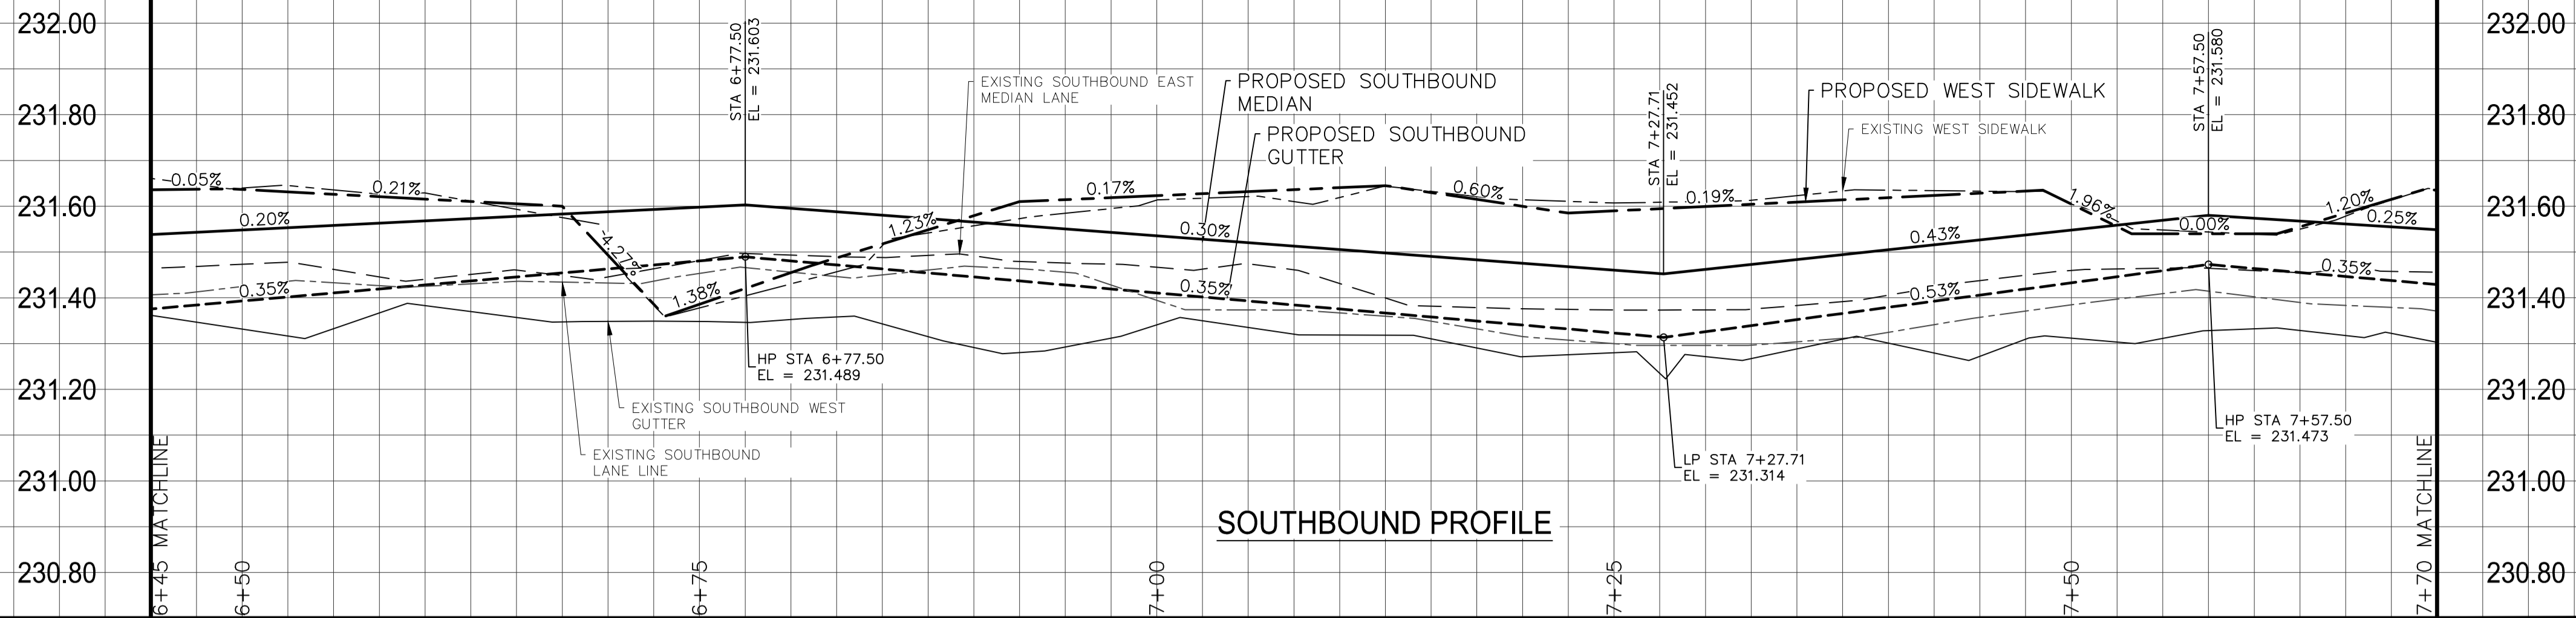 232.00
231.80
231.60
231.40
231.20
231.00
230.80
STA 6+77.50
EL = 231.603
EXISTING SOUTHBOUND EAST
MEDIAN LANE
PROPOSED SOUTHBOUND
MEDIAN
PROPOSED SOUTHBOUND
GUTTER
STA 7+27.71
EL = 231.452
PROPOSED WEST SIDEWALK
EXISTING WEST SIDEWALK
STA 7+57.50
EL = 231.580
0.05%
0.21%
0.20%
0.35%
-4.27%
1.38%
1.23%
0.17%
0.30%
0.35%
0.60%
0.19%
0.43%
0.53%
1.96%
0.00%
1.20%
0.25%
0.35%
HP STA 6+77.50
EL = 231.489
EXISTING SOUTHBOUND WEST
GUTTER
EXISTING SOUTHBOUND
LANE LINE
LP STA 7+27.71
EL = 231.314
HP STA 7+57.50
EL = 231.473
SOUTHBOUND PROFILE
6+45 MATCHLINE
6+50
6+75
7+00
7+25
7+50
7+70 MATCHLINE
232.00
231.80
231.60
231.40
231.20
231.00
230.80